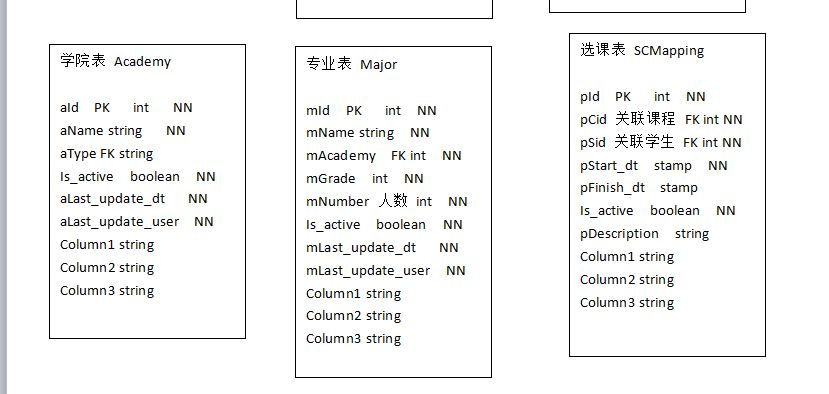 学院表 Academy
aId PK int NN
aName string NN
aType FK string
Is_active boolean NN
aLast_update_dt NN
aLast_update_user NN
Column1 string
Column2 string
Column3 string
专业表 Major
mId PK int NN
mName string NN
mAcademy FK int NN
mGrade int NN
mNumber 人数 int NN
Is_active boolean NN
mLast_update_dt NN
mLast_update_user NN
Column1 string
Column2 string
Column3 string
选课表 SCMapping
pId PK int NN
pCid 关联课程 FK int NN
pSid 关联学生 FK int NN
pStart_dt stamp NN
pFinish_dt stamp
Is_active boolean NN
pDescription string
Column1 string
Column2 string
Column3 string